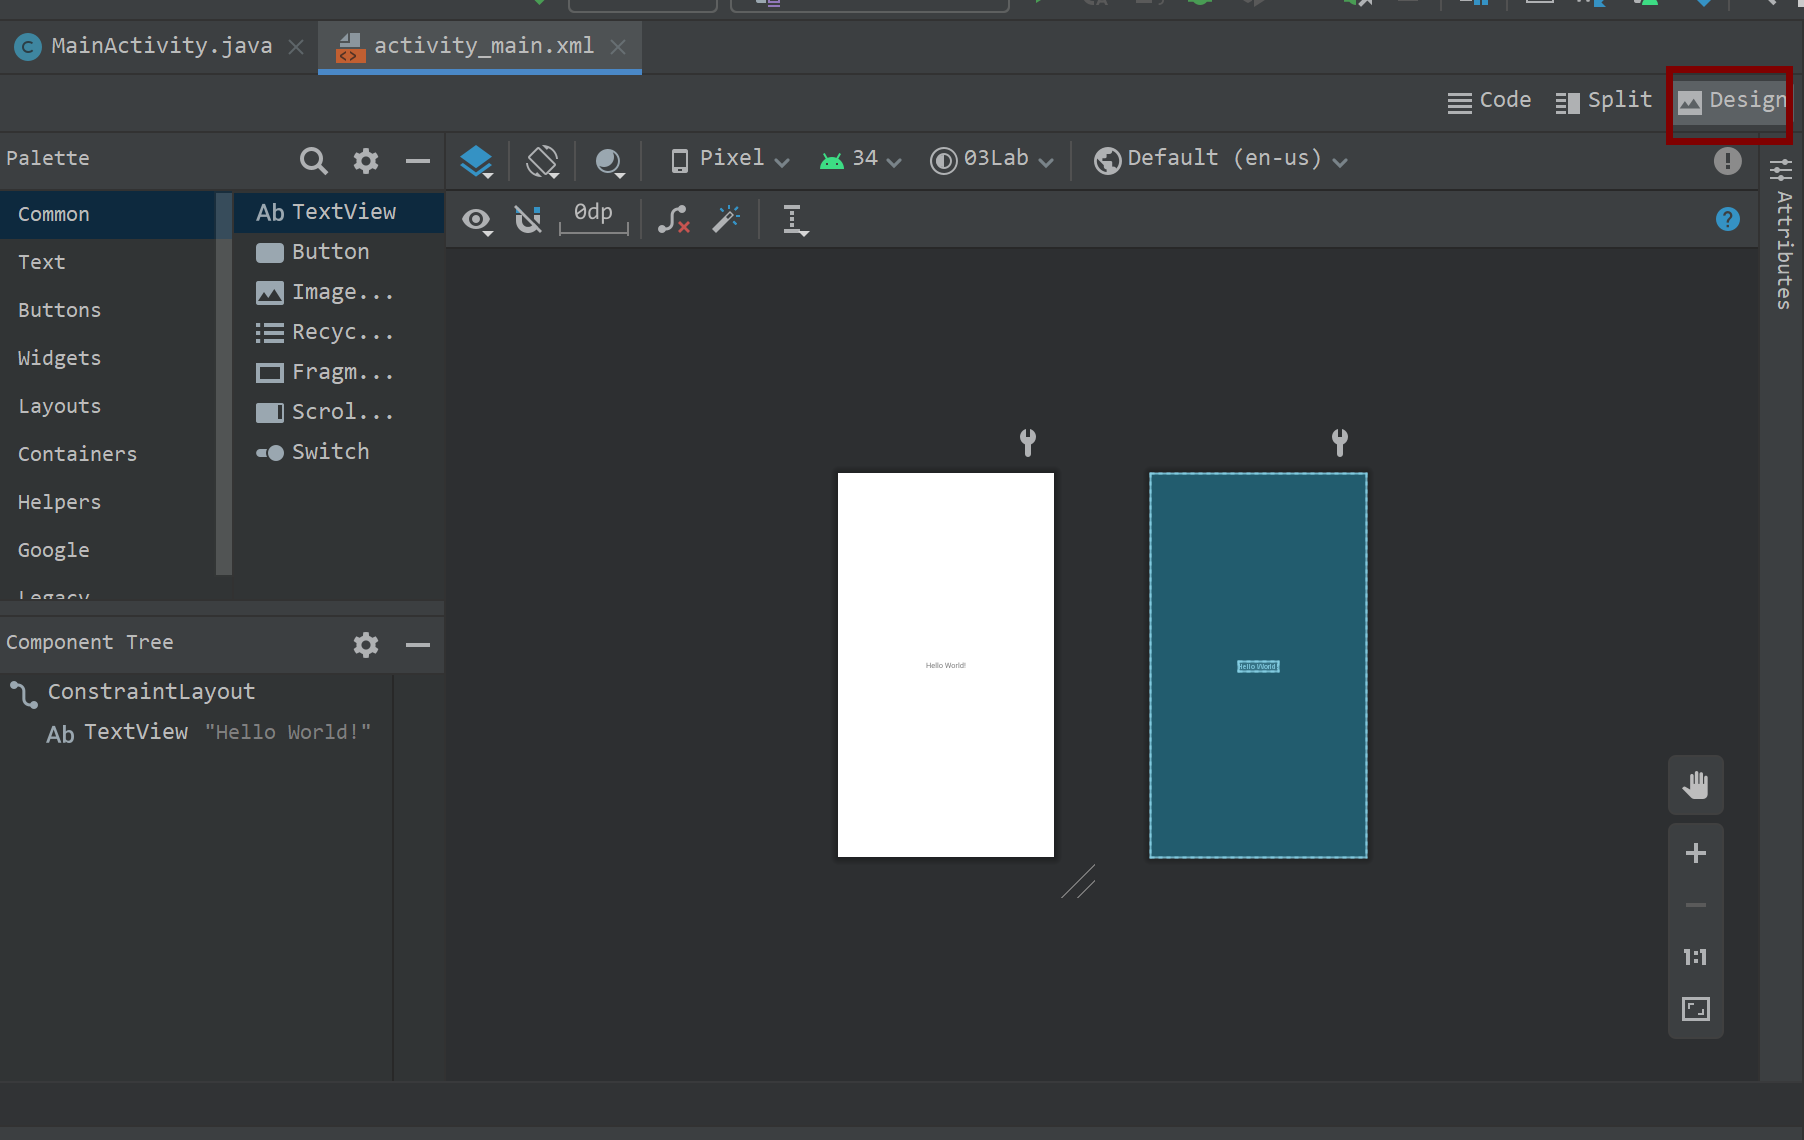 MainActivity.java
activity_main.xml
Code
Split
Design
Palette
Pixel
34
03Lab
Default (en-us)
0dp
Common
Text
Buttons
Widgets
Layouts
Containers
Helpers
Google
Legacy
Ab TextView
Button
Image...
Recyc...
Fragm...
Scrol...
Switch
Attributes
Hello World!
Hello World!
Component Tree
ConstraintLayout
Ab TextView "Hello World!"
1:1